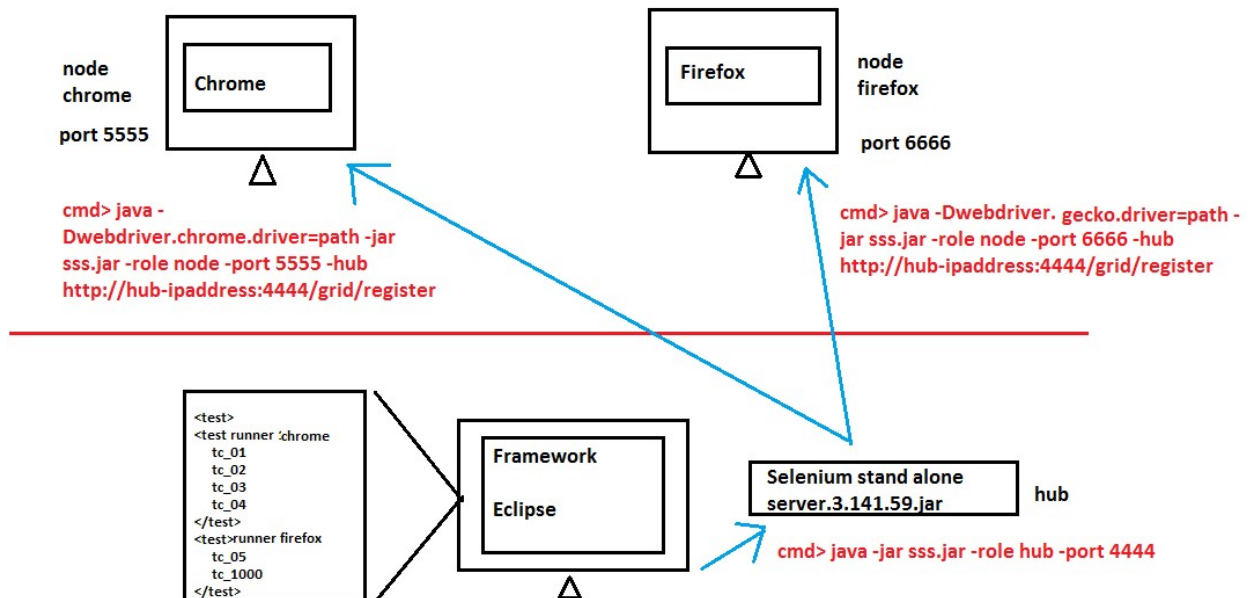 node
chrome
port 5555
Chrome
Firefox
node
firefox
port 6666
cmd> java -
Dwebdriver.chrome.driver=path -jar
sss.jar -role node -port 5555 -hub
http://hub-ipaddress:4444/grid/register
cmd> java -Dwebdriver. gecko.driver=path -
jar sss.jar -role node -port 6666 -hub
http://hub-ipaddress:4444/grid/register
<test>
<test runner :chrome
tc_01
tc_02
tc_03
tc_04
</test>
<test>runner firefox
tc_05
tc_1000
</test>
Framework
Eclipse
Selenium stand alone
server.3.141.59.jar
hub
cmd> java -jar sss.jar -role hub -port 4444